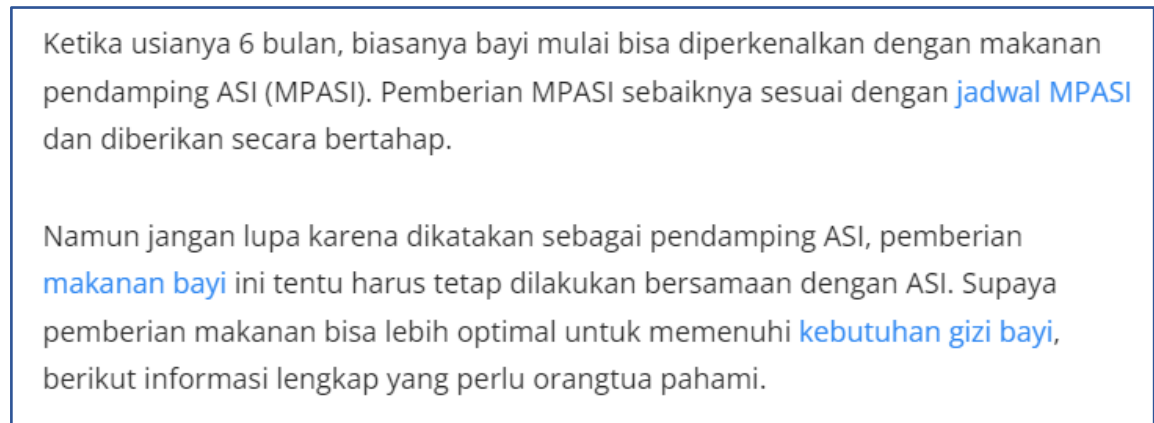 Ketika usianya 6 bulan, biasanya bayi mulai bisa diperkenalkan dengan makanan
pendamping ASI (MPASI). Pemberian MPASI sebaiknya sesuai dengan jadwal MPASI
dan diberikan secara bertahap.
Namun jangan lupa karena dikatakan sebagai pendamping ASI, pemberian
makanan bayi ini tentu harus tetap dilakukan bersamaan dengan ASI. Supaya
pemberian makanan bisa lebih optimal untuk memenuhi kebutuhan gizi bayi,
berikut informasi lengkap yang perlu orangtua pahami.